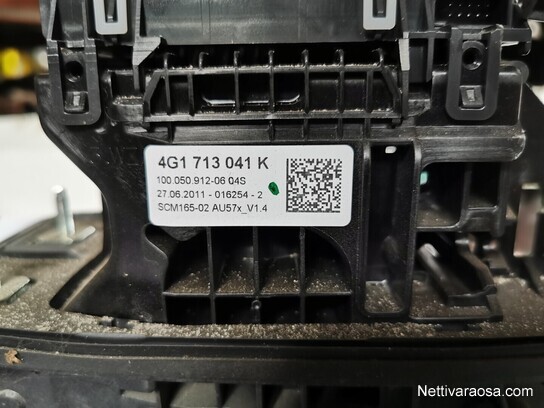 4G1 713 041 K
100.050.912-06 04S
27.06.2011 - 016254 - 2
SCM165-02 AU57x_V1.4
Nettivaraosa.com